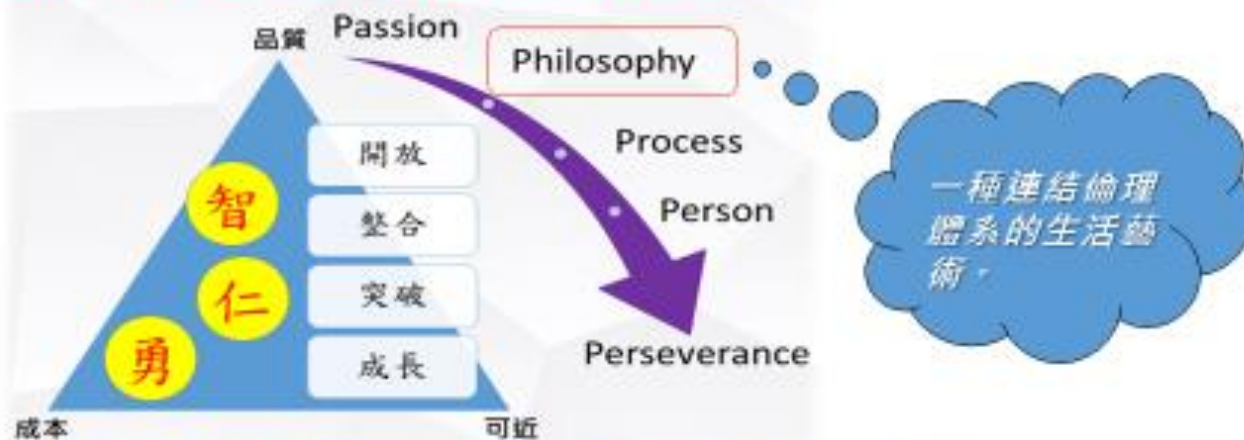 品質
Passion
Philosophy
Process
Person
Perseverance
智
仁
勇
開放
整合
突破
成長
成本
可近
一種連結倫理
體系的生活藝
術。